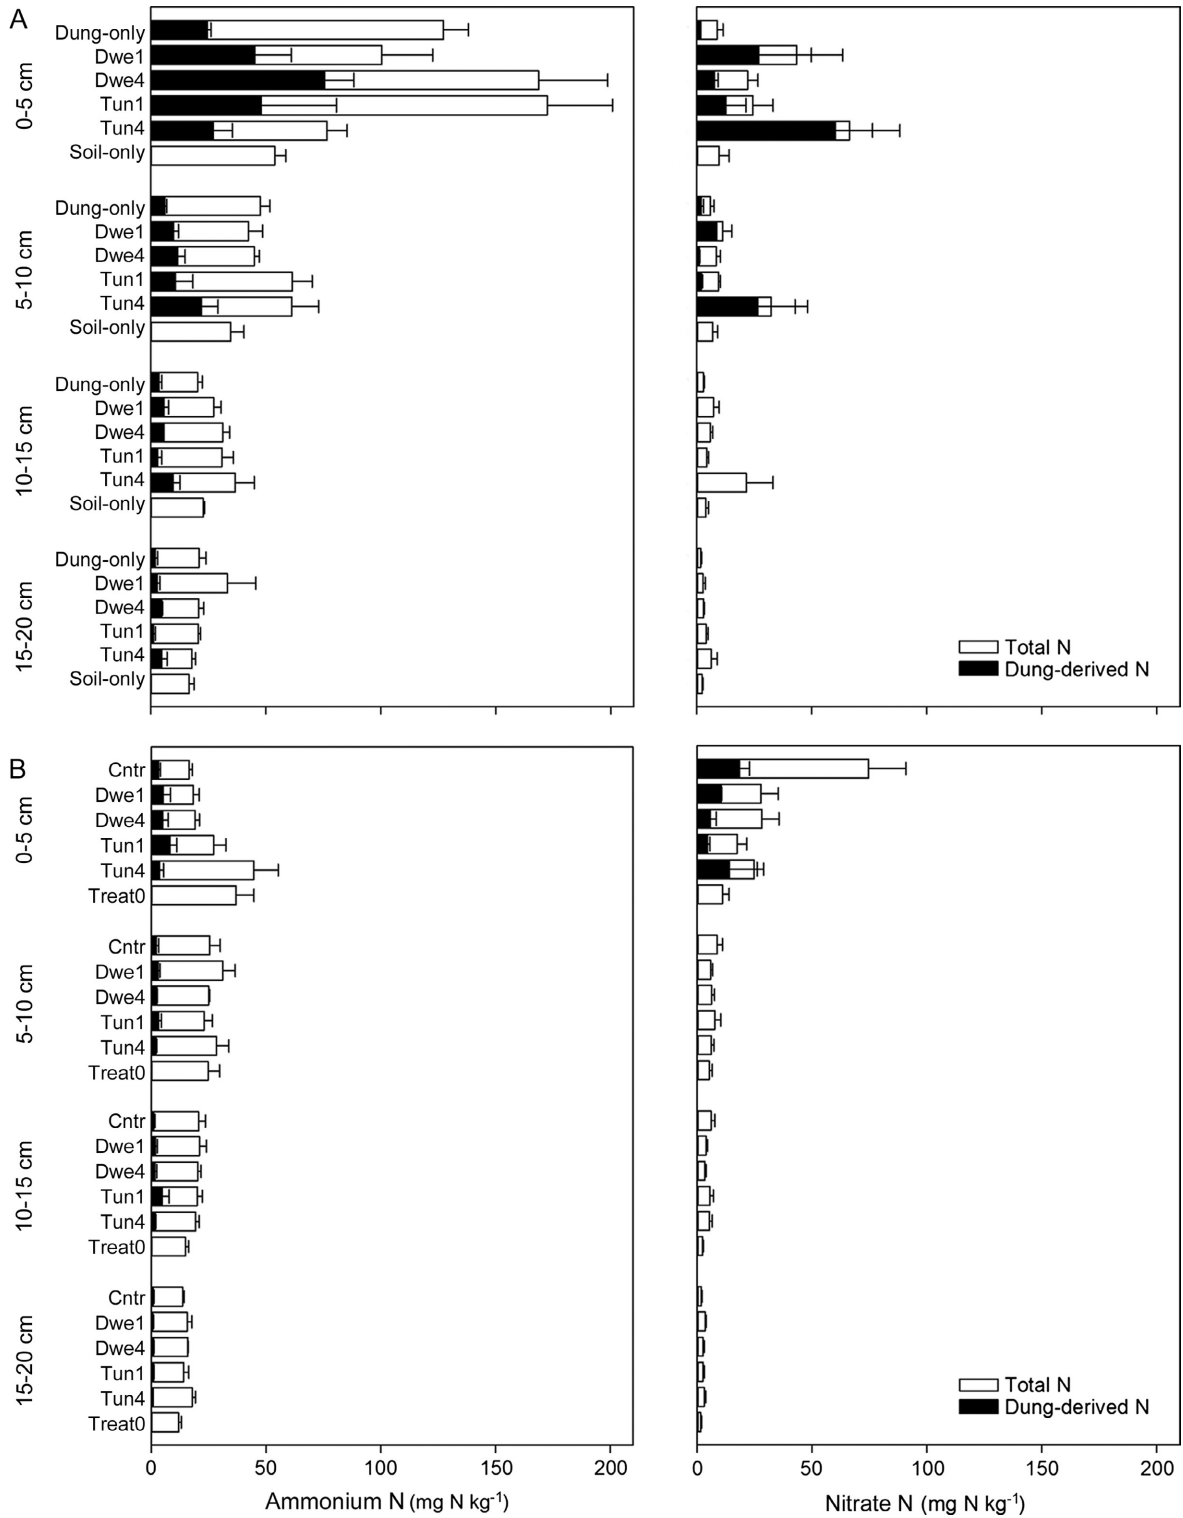 A
0-5 cm
Dung-only
Dwe1
Dwe4
Tun1
Tun4
Soil-only
5-10 cm
Dung-only
Dwe1
Dwe4
Tun1
Tun4
Soil-only
10-15 cm
Dung-only
Dwe1
Dwe4
Tun1
Tun4
Soil-only
15-20 cm
Dung-only
Dwe1
Dwe4
Tun1
Tun4
Soil-only
Total N
Dung-derived N
B
0-5 cm
Cntr
Dwe1
Dwe4
Tun1
Tun4
Treat0
5-10 cm
Cntr
Dwe1
Dwe4
Tun1
Tun4
Treat0
10-15 cm
Cntr
Dwe1
Dwe4
Tun1
Tun4
Treat0
15-20 cm
Cntr
Dwe1
Dwe4
Tun1
Tun4
Treat0
Total N
Dung-derived N
0 50 100 150 200
Ammonium N (mg N kg⁻¹)
0 50 100 150 200
Nitrate N (mg N kg⁻¹)